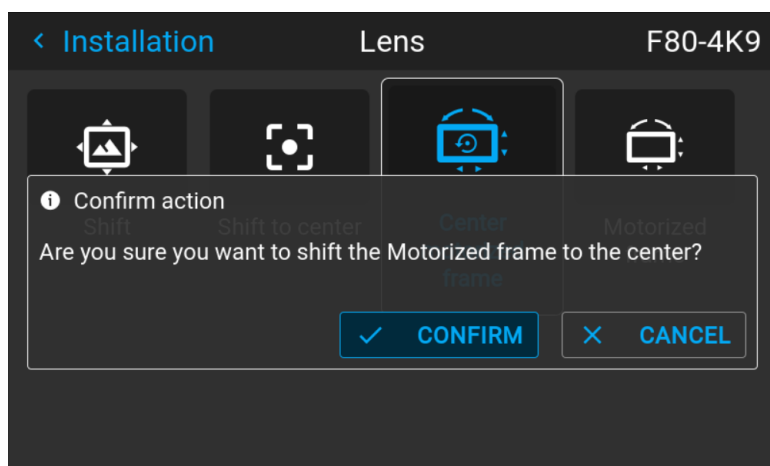 Installation Lens F80-4K9
Confirm action
Shift Shift to center Center Motorized
Are you sure you want to shift the Motorized frame to the center?
frame
CONFIRM CANCEL